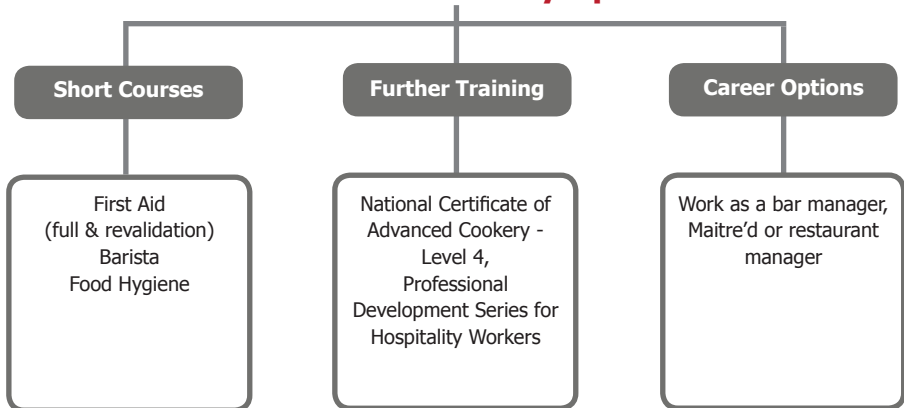 Short Courses
Further Training
Career Options
First Aid
(full & revalidation)
Barista
Food Hygiene
National Certificate of
Advanced Cookery -
Level 4,
Professional
Development Series for
Hospitality Workers
Work as a bar manager,
Maitre’d or restaurant
manager